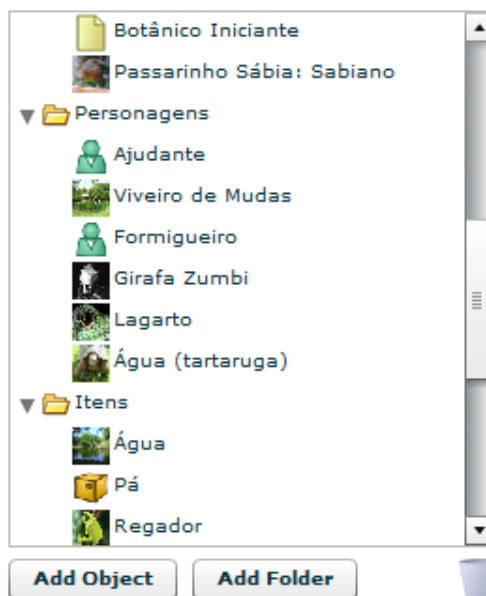 Botânico Iniciante
Passarinho Sábia: Sabiano
Personagens
Ajudante
Viveiro de Mudas
Formigueiro
Girafa Zumbi
Lagarto
Água (tartaruga)
Itens
Água
Pá
Regador
Add Object Add Folder